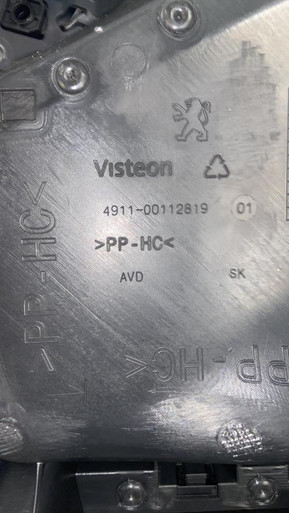 Visteon
4911-00112819 01
>PP-HC<
AVD SK
>PP-HC<
>PP-HC<